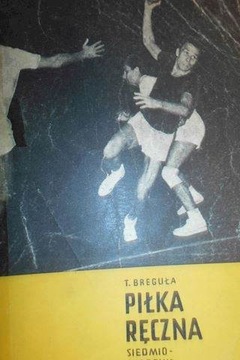 T. BREGUŁA
PIŁKA
RĘCZNA
SIEDMIO-